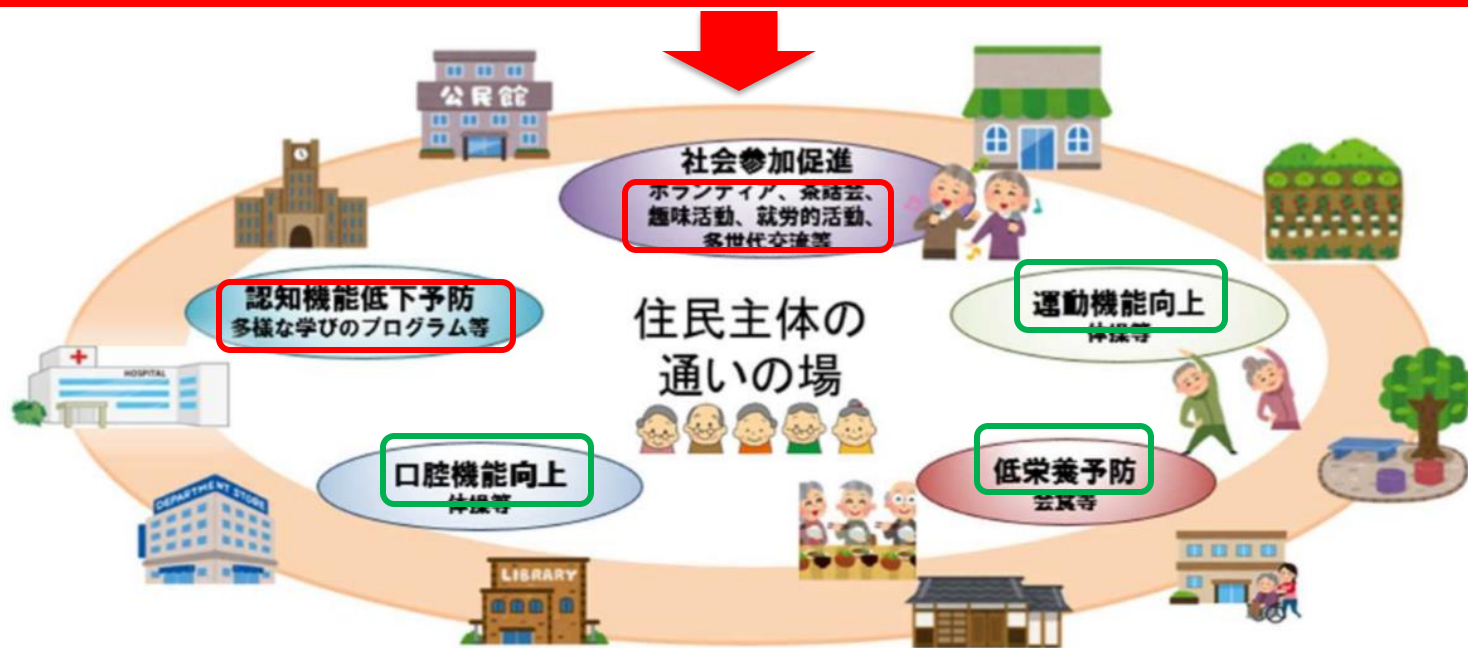 公民館
社会参加促進
ボランティア、茶話会、
趣味活動、就労的活動、
多世代交流等
認知機能低下予防
多様な学びのプログラム等
住民主体の
通いの場
運動機能向上
体操等
HOSPITAL
口腔機能向上
体操等
低栄養予防
会食等
DEPARTMENT STORE
LIBRARY